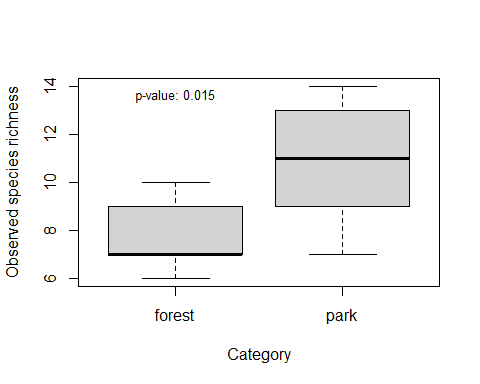 p-value: 0.015
Observed species richness
14
12
10
8
6
forest park
Category